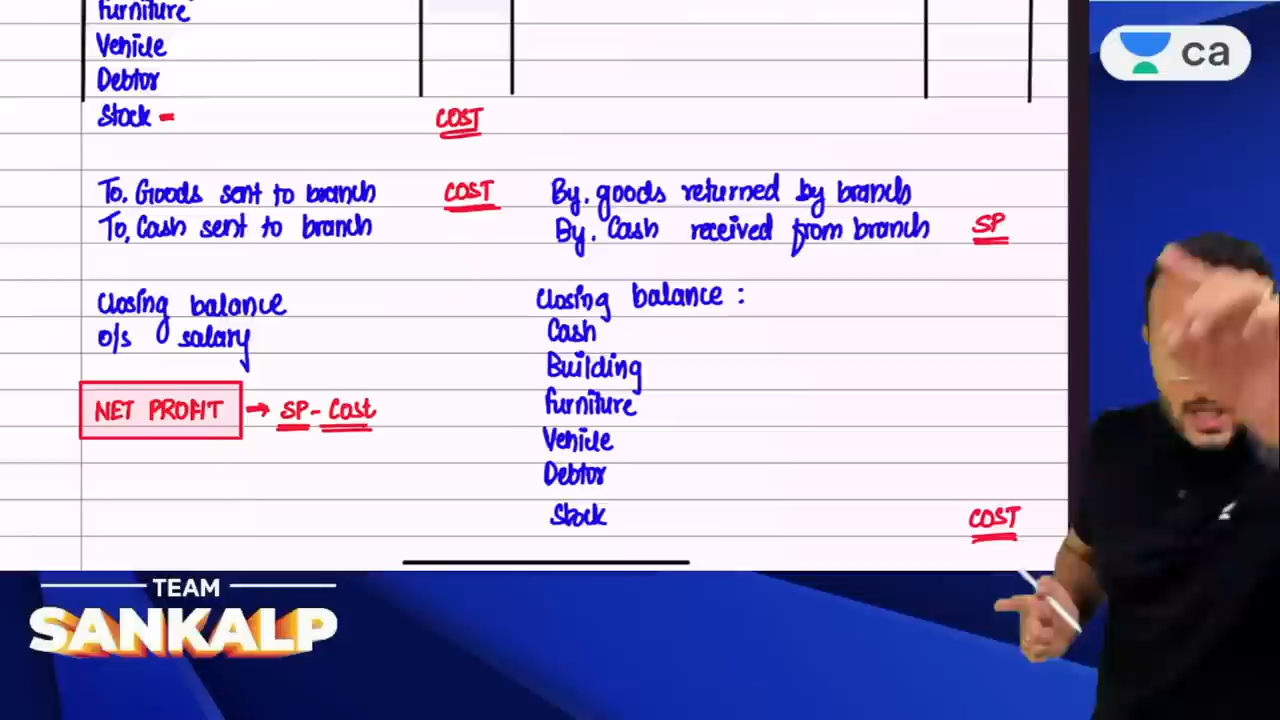 Furniture
Vehicle
Debtor
Stock -
COST
To. Goods sent to branch COST
To, Cash sent to branch
By. goods returned by branch
By. Cash received from branch SP
Closing balance
o/s salary
NET PROFIT → SP - Cost
Closing balance :
Cash
Building
Furniture
Vehicle
Debtor
Stock COST
TEAM
SANKALP
ca